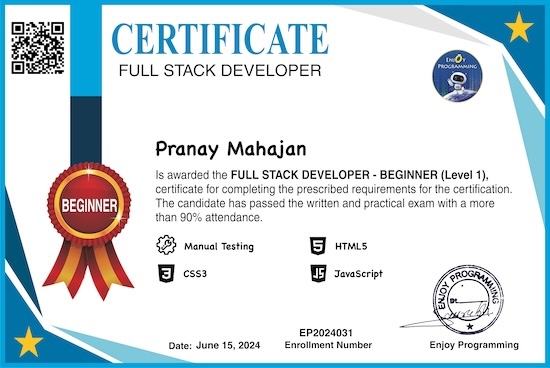 CERTIFICATE
FULL STACK DEVELOPER
ENJOY
PROGRAMMING
Pranay Mahajan
Is awarded the FULL STACK DEVELOPER - BEGINNER (Level 1),
certificate for completing the prescribed requirements for the certification.
The candidate has passed the written and practical exam with a more
than 90% attendance.
BEGINNER
Manual Testing
HTML5
CSS3
JavaScript
ENJOY PROGRAMMING
Date: June 15, 2024
EP2024031
Enrollment Number
Enjoy Programming